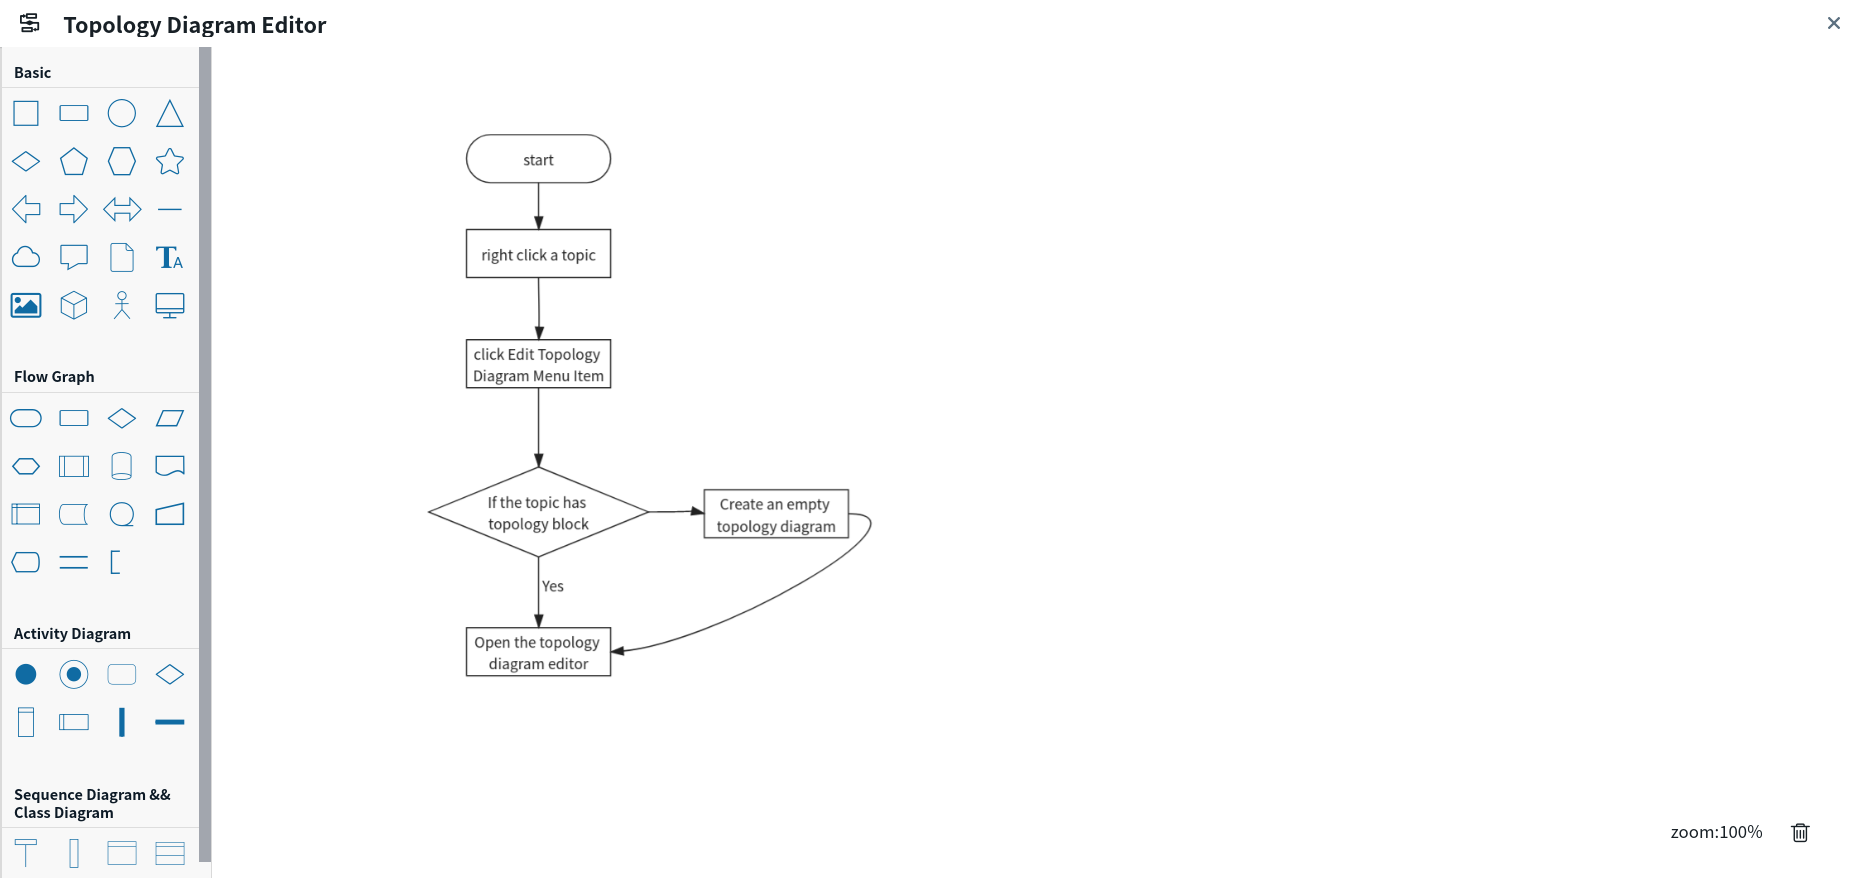 Topology Diagram Editor
Basic
TA
Flow Graph
Activity Diagram
Sequence Diagram &&
Class Diagram
start
right click a topic
click Edit Topology
Diagram Menu Item
If the topic has
topology block
Create an empty
topology diagram
Yes
Open the topology
diagram editor
zoom:100%